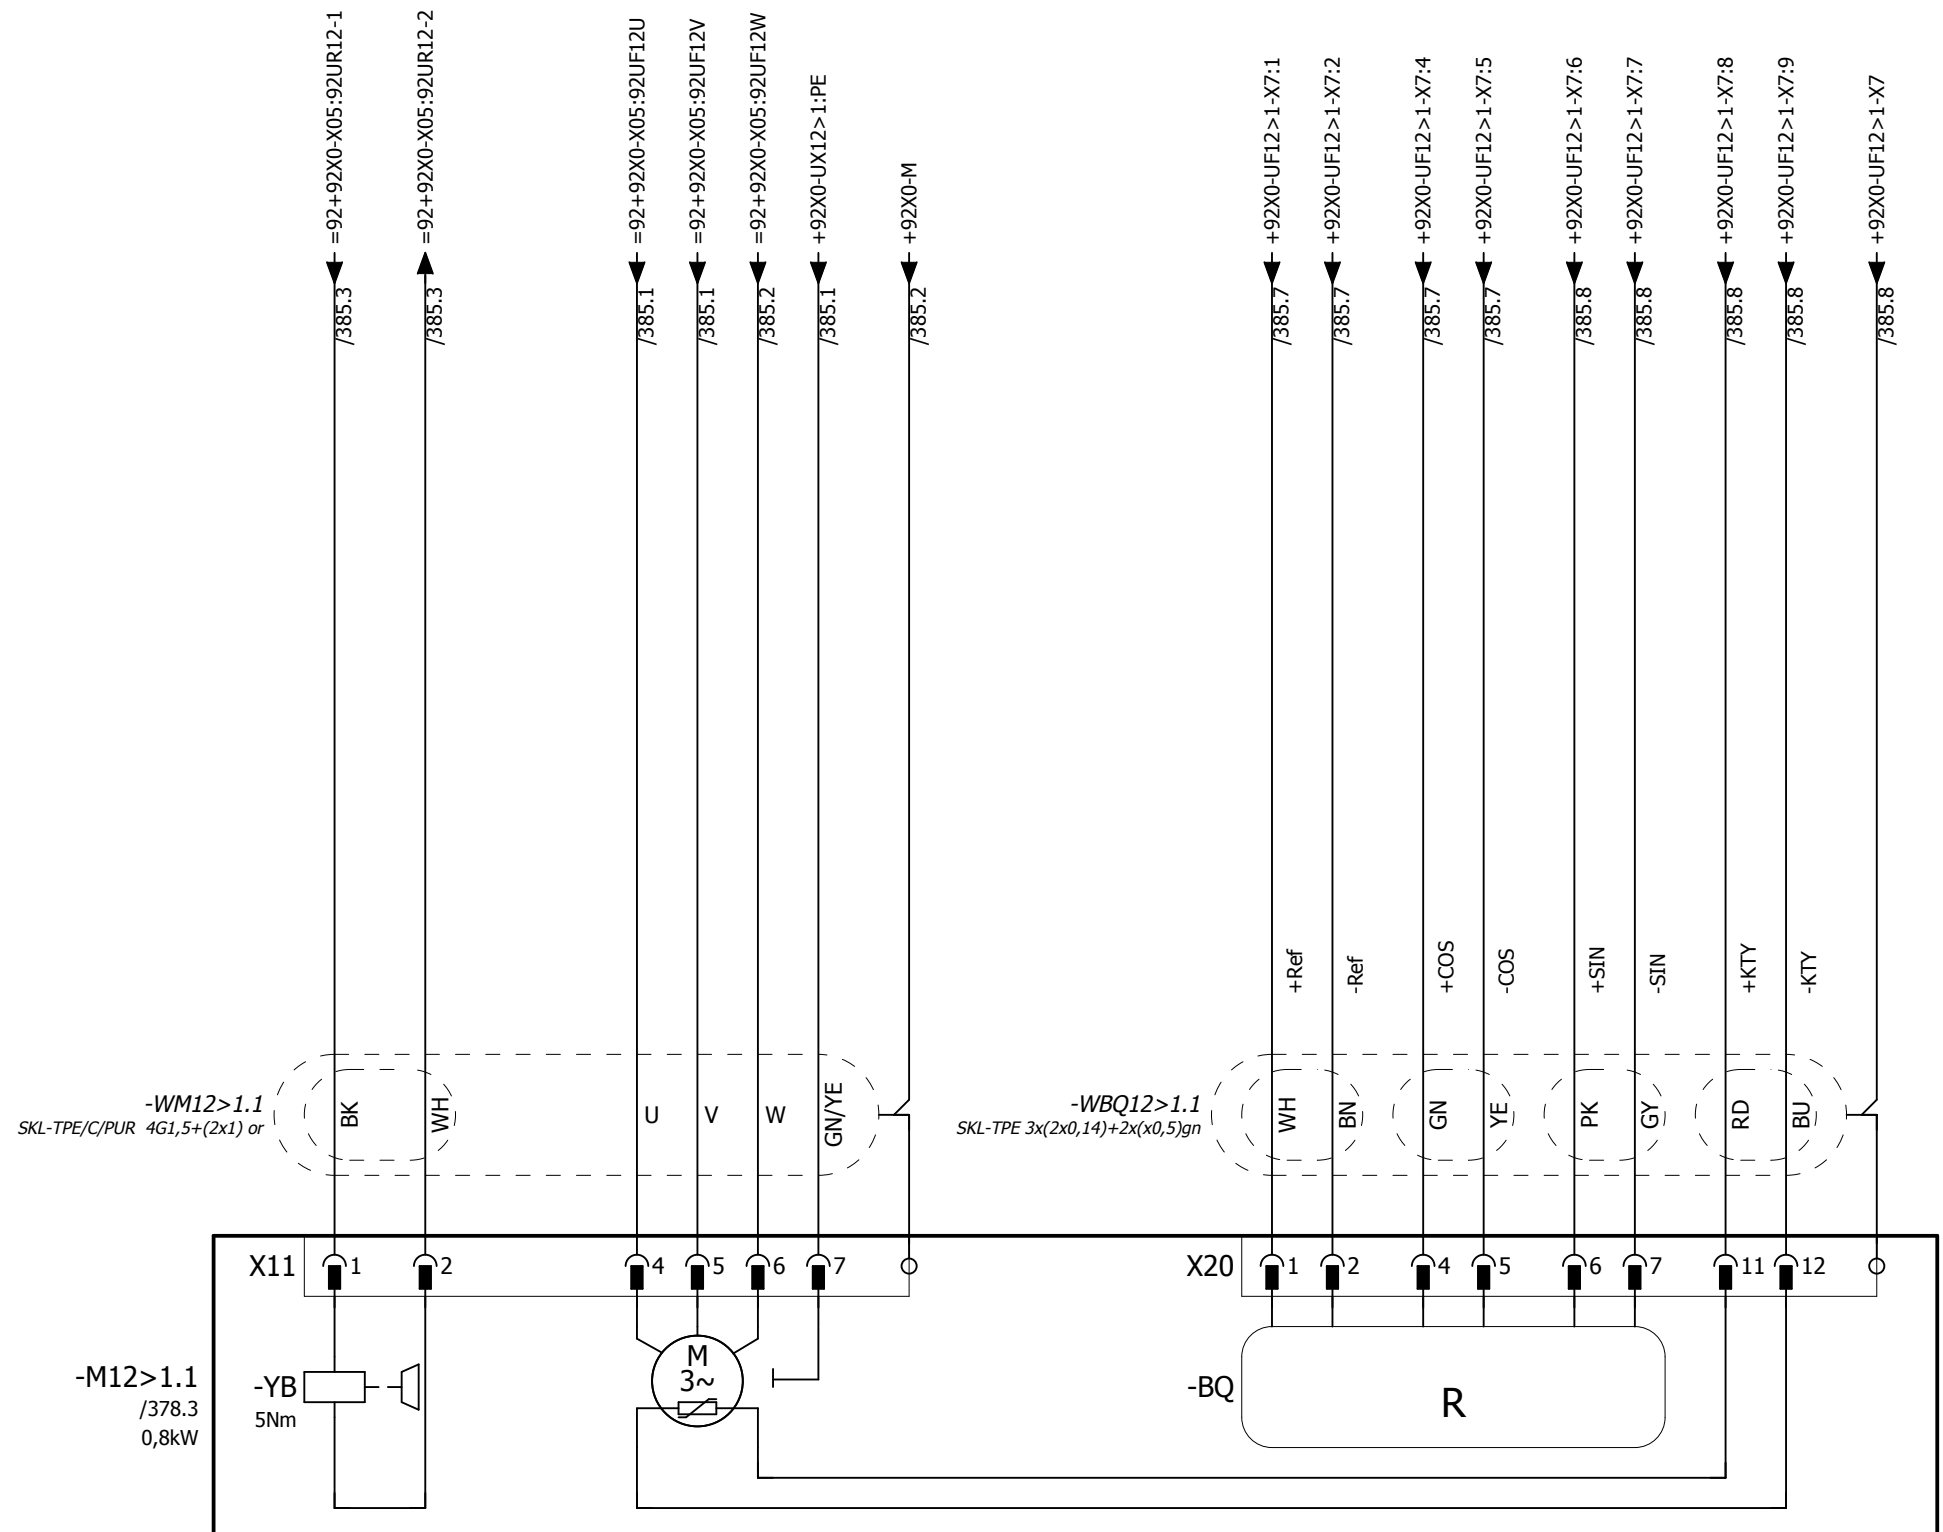 =92+92X0-X05:92UR12-1
=92+92X0-X05:92UR12-2
=92+92X0-X05:92UF12U
=92+92X0-X05:92UF12V
=92+92X0-X05:92UF12W
+92X0-UX12>1:PE
+92X0-M
+92X0-UF12>1-X7:1
+92X0-UF12>1-X7:2
+92X0-UF12>1-X7:4
+92X0-UF12>1-X7:5
+92X0-UF12>1-X7:6
+92X0-UF12>1-X7:7
+92X0-UF12>1-X7:8
+92X0-UF12>1-X7:9
+92X0-UF12>1-X7
/385.3
/385.3
/385.1
/385.1
/385.2
/385.1
/385.2
/385.7
/385.7
/385.7
/385.7
/385.8
/385.8
/385.8
/385.8
/385.8
+Ref
-Ref
+COS
-COS
+SIN
-SIN
+KTY
-KTY
-WM12>1.1
SKL-TPE/C/PUR 4G1,5+(2x1) or
BK
WH
U
V
W
GN/YE
-WBQ12>1.1
SKL-TPE 3x(2x0,14)+2x(x0,5)gn
WH
BN
GN
YE
PK
GY
RD
BU
X11
1
2
4
5
6
7
X20
1
2
4
5
6
7
11
12
-M12>1.1
/378.3
0,8kW
-YB
5Nm
M
3~
-BQ
R